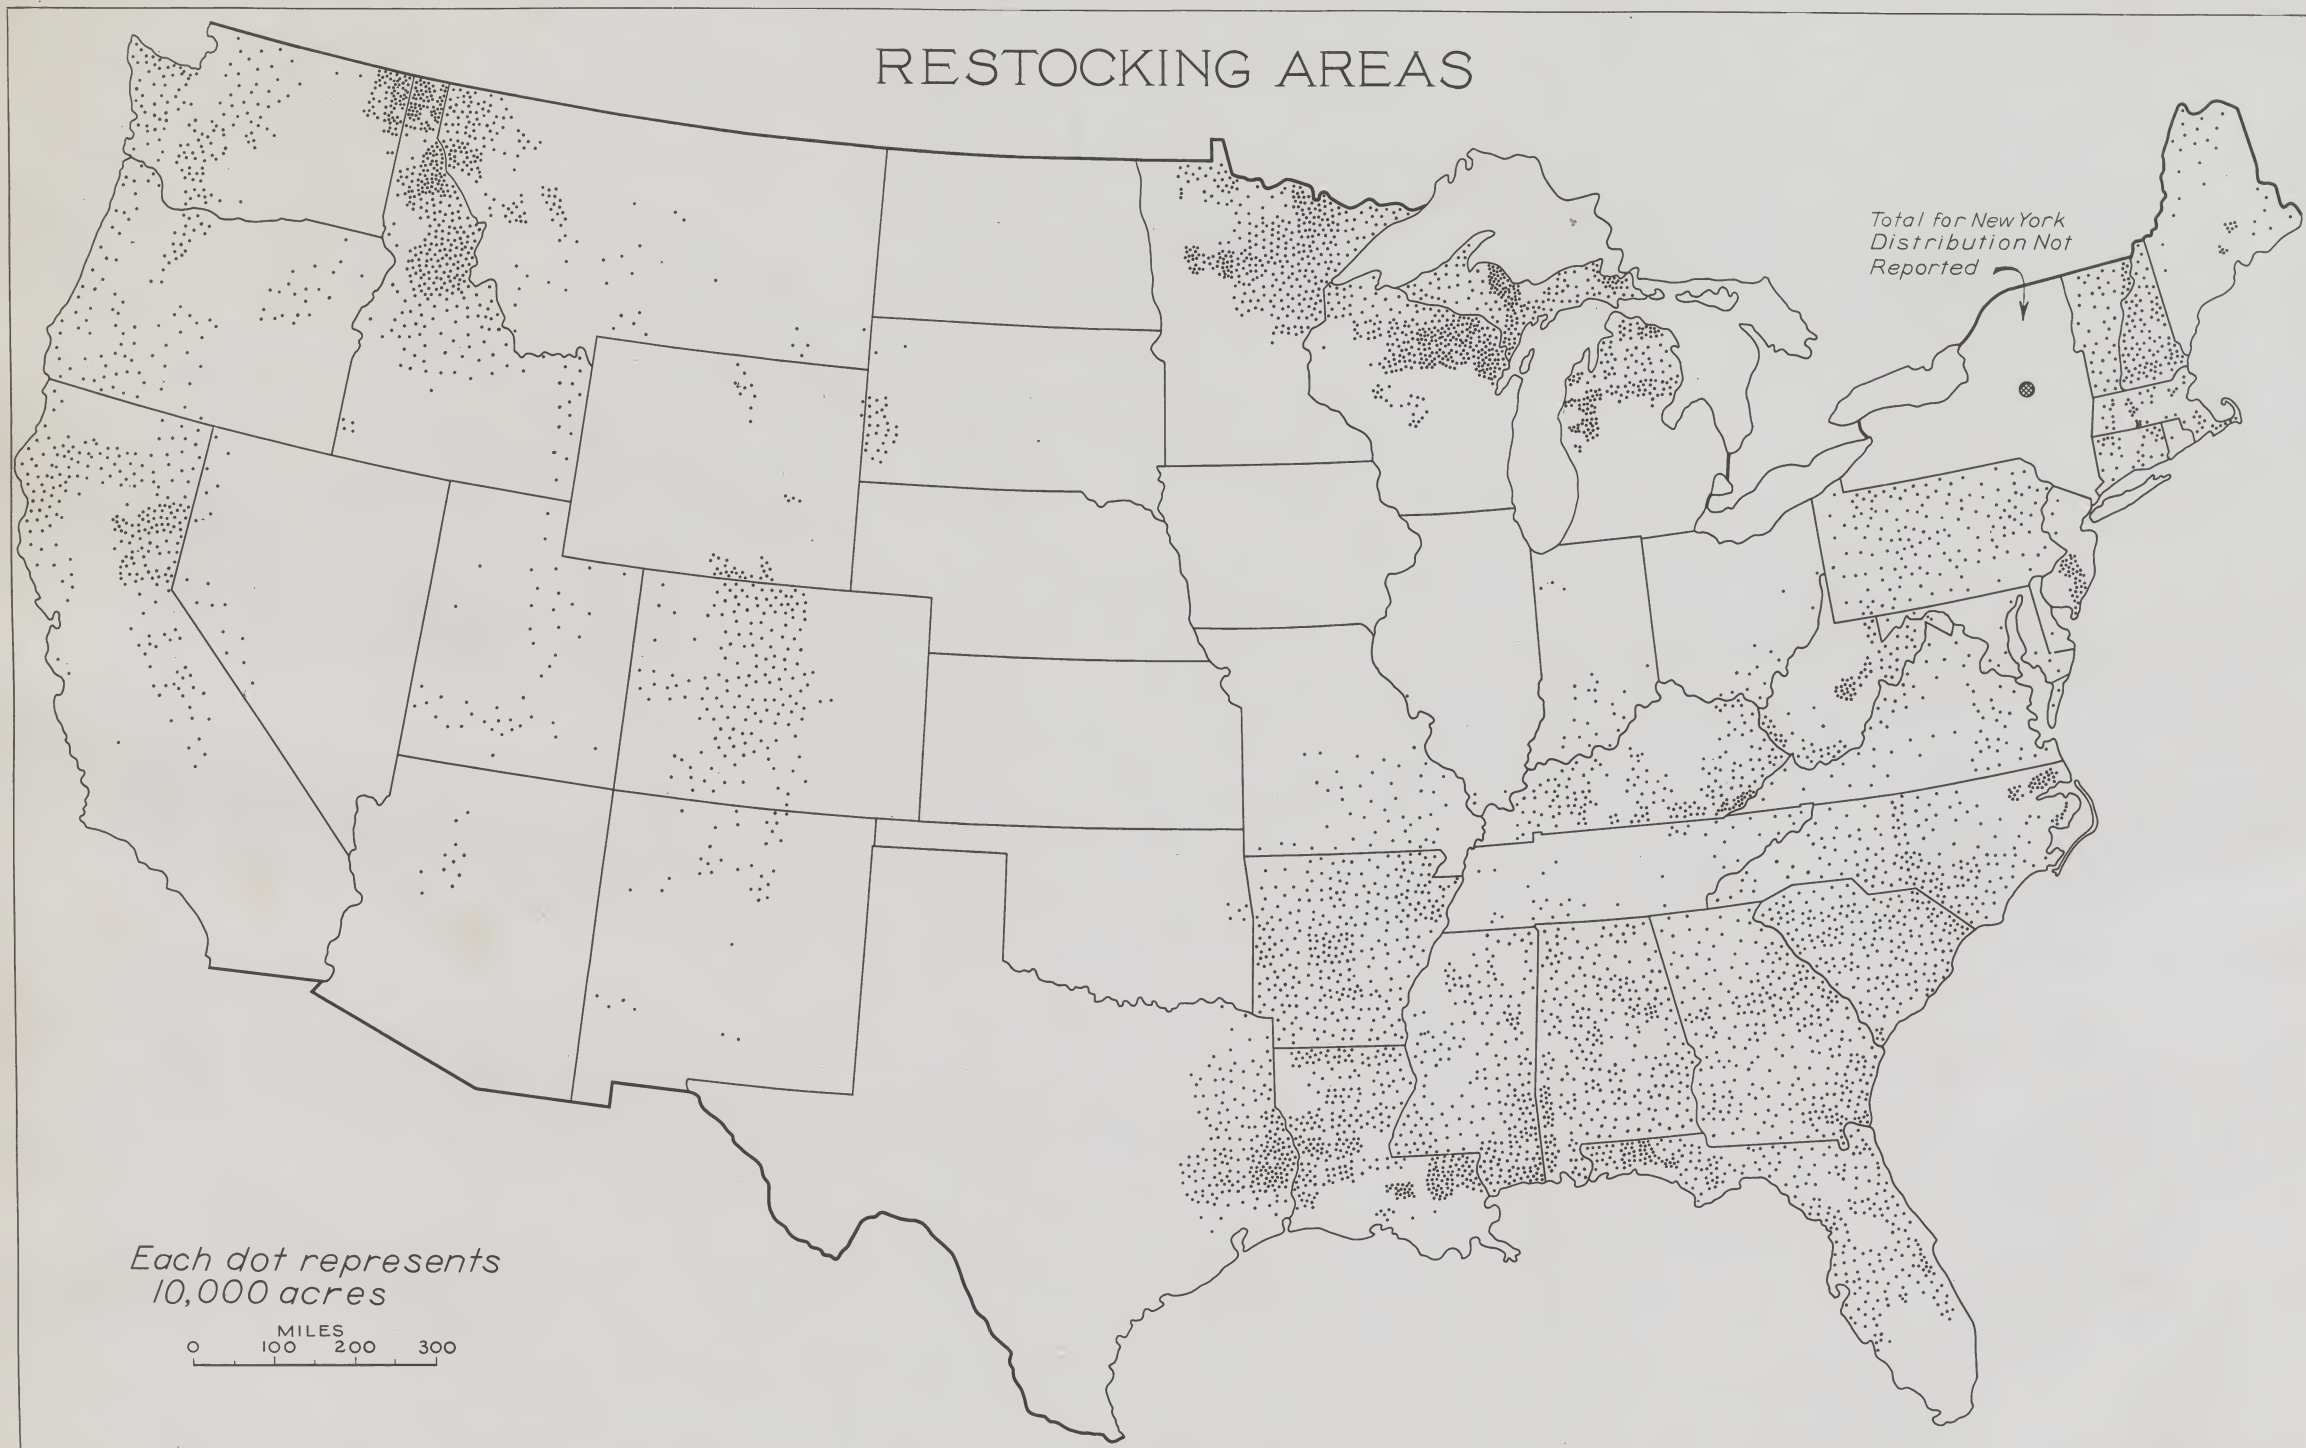 RESTOCKING AREAS
Total for New York
Distribution Not
Reported
Each dot represents
10,000 acres
MILES
0 100 200 300